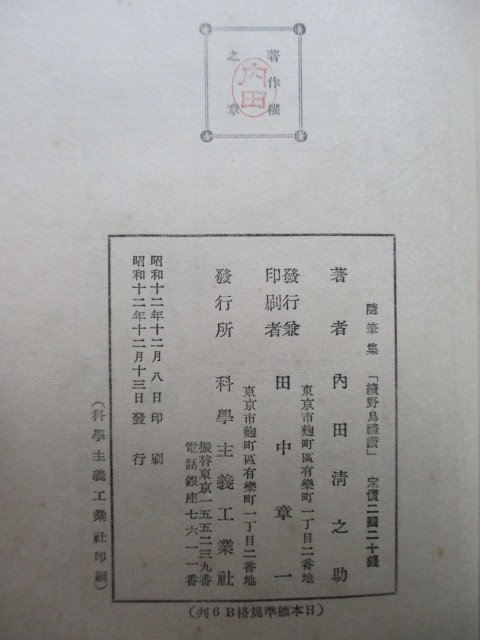 著作權
之章
内田
隨筆集 「續野鳥禮讃」 定價二圓二十錢
著者 內田淸之助
東京市麴町區有樂町一丁目二番地
發行兼
印刷者 田中章一
東京市麴町區有樂町一丁目二番地
發行所 科學主義工業社
振替東京一五五二三九番
電話銀座七六一一番
昭和十二年十二月八日印刷
昭和十二年十二月十三日發行
(科學主義工業社印刷)
(日本標準規格B6列)